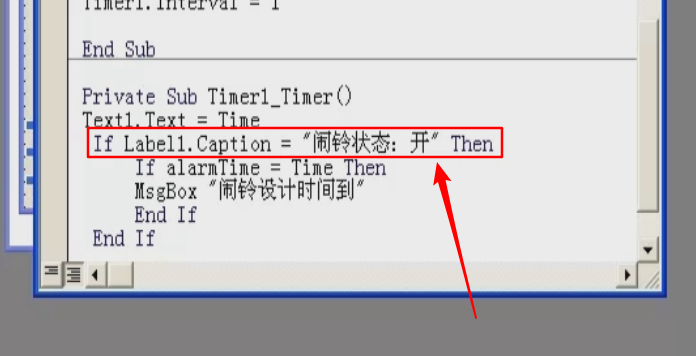 Timer1.Interval = 1
End Sub
Private Sub Timer1_Timer()
Text1.Text = Time
If Label1.Caption = "闹铃状态：开" Then
If alarmTime = Time Then
MsgBox "闹铃设计时间到"
End If
End If